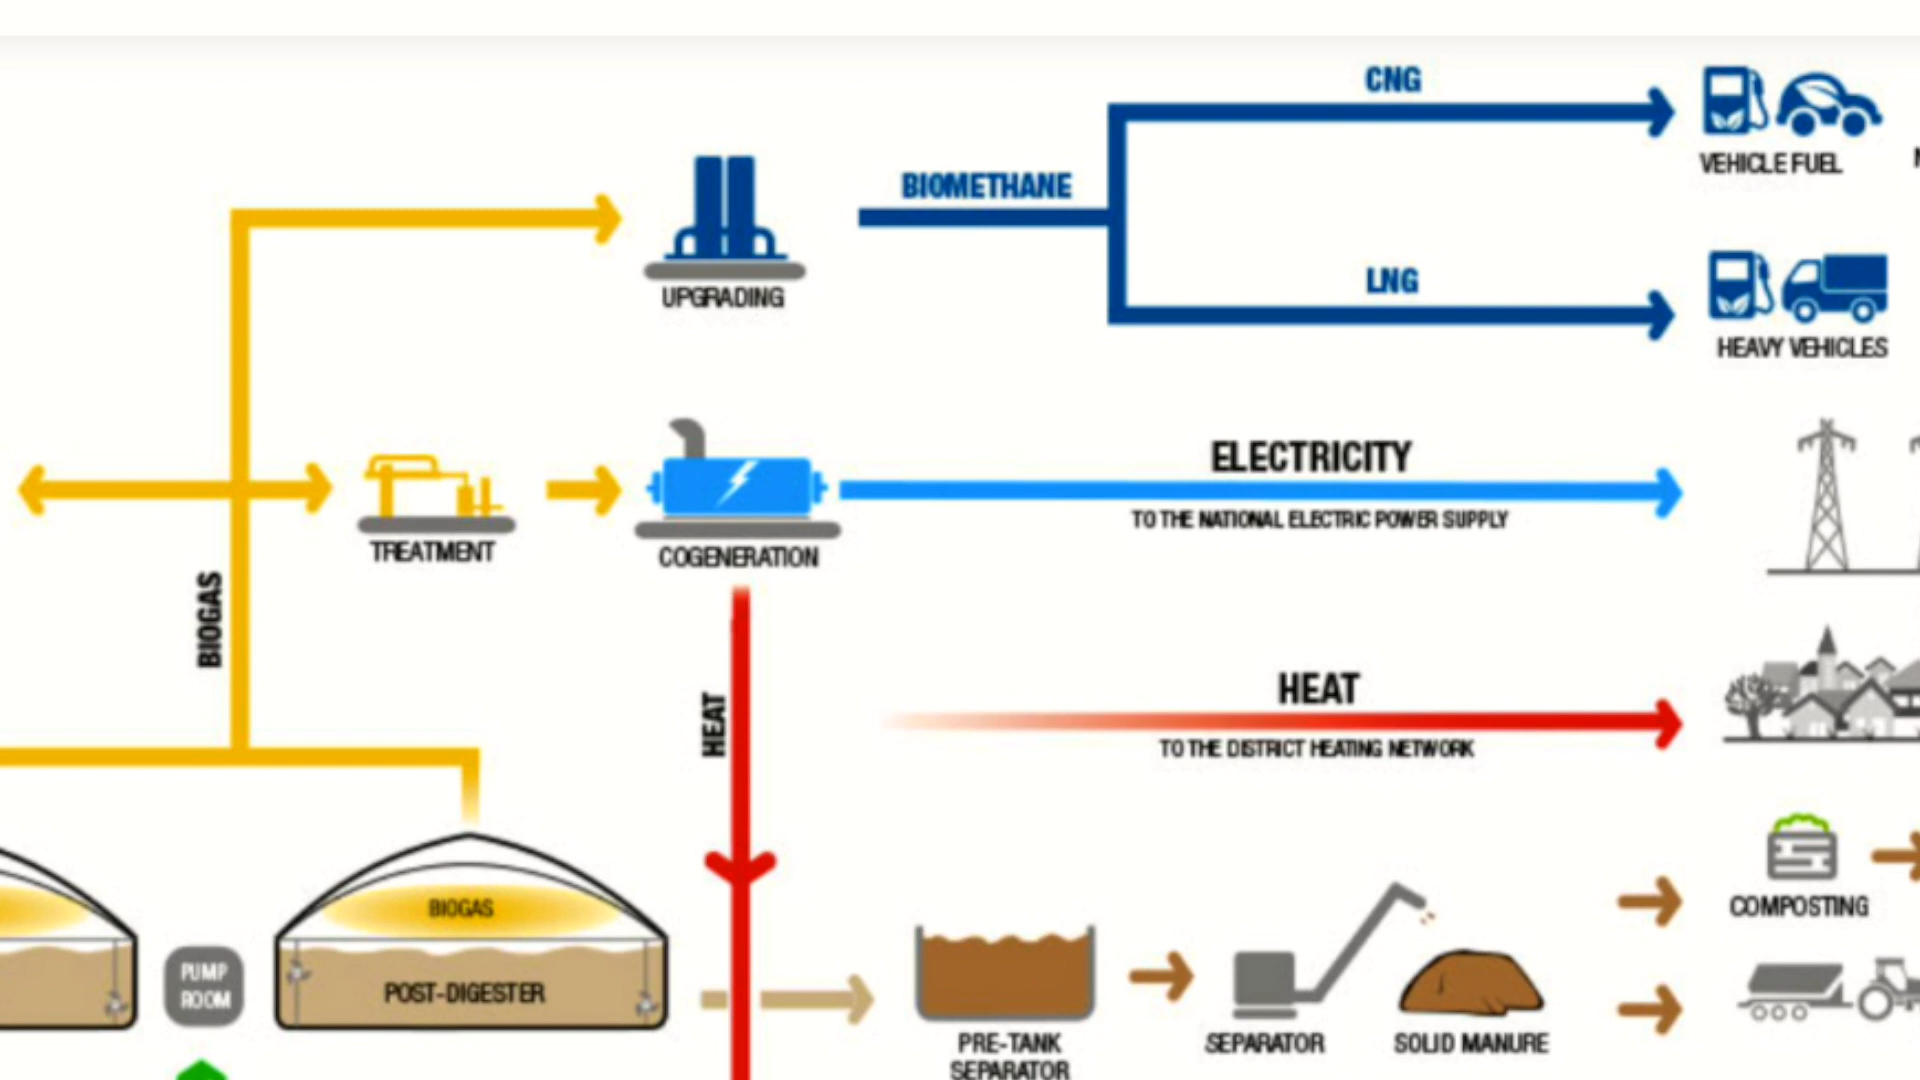 CNG
VEHICLE FUEL
BIOMETHANE
LNG
UPGRADING
HEAVY VEHICLES
ELECTRICITY
TO THE NATIONAL ELECTRIC POWER SUPPLY
TREATMENT
COGENERATION
BIOGAS
HEAT
HEAT
TO THE DISTRICT HEATING NETWORK
BIOGAS
COMPOSTING
PUMP
ROOM
POST-DIGESTER
PRE-TANK
SEPARATOR
SEPARATOR
SOLID MANURE